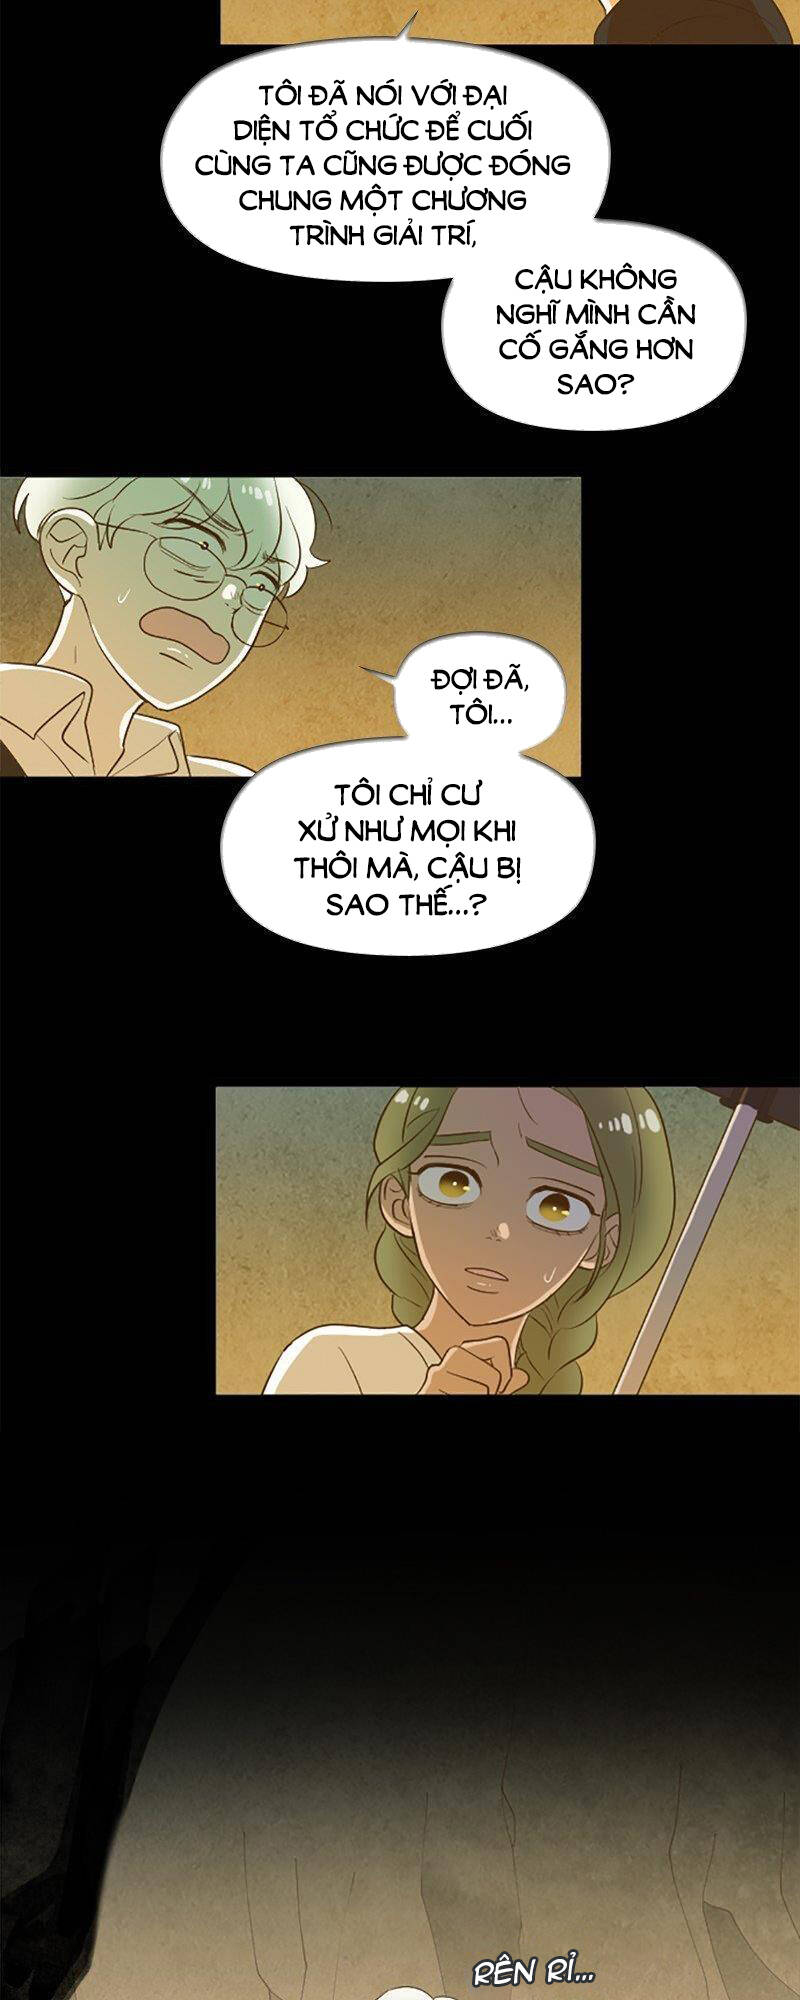 TÔI ĐÃ NÓI VỚI ĐẠI
DIỆN TỔ CHỨC ĐỂ CUỐI
CÙNG TA CŨNG ĐƯỢC ĐÓNG
CHUNG MỘT CHƯƠNG
TRÌNH GIẢI TRÍ,
CẬU KHÔNG
NGHĨ MÌNH CẦN
CỐ GẮNG HƠN
SAO?
ĐỢI ĐÃ,
TÔI...
TÔI CHỈ CƯ
XỬ NHƯ MỌI KHI
THÔI MÀ, CẬU BỊ
SAO THẾ...?
RÊN RỈ...